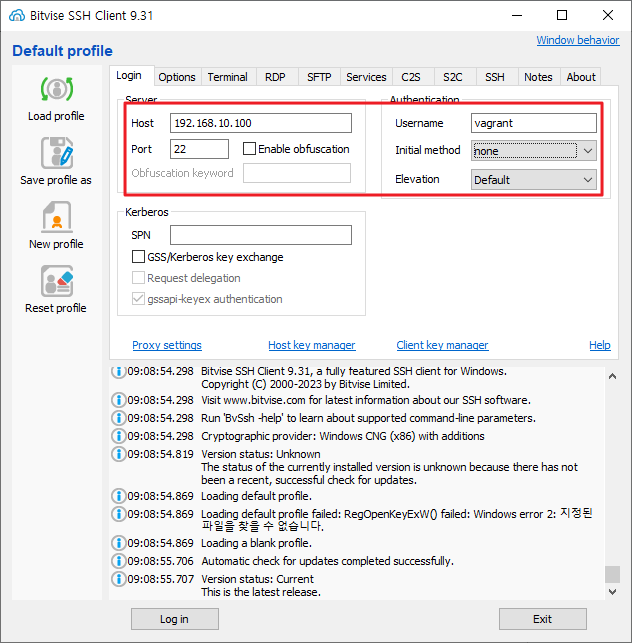 Bitvise SSH Client 9.31
Default profile
Window behavior
Load profile
Save profile as
New profile
Reset profile
Login Options Terminal RDP SFTP Services C2S S2C SSH Notes About
Server
Host 192.168.10.100
Port 22 Enable obfuscation
Obfuscation keyword
Authentication
Username vagrant
Initial method none
Elevation Default
Kerberos
SPN
GSS/Kerberos key exchange
Request delegation
gssapi-keyex authentication
Proxy settings Host key manager Client key manager Help
09:08:54.298 Bitvise SSH Client 9.31, a fully featured SSH client for Windows.
Copyright (C) 2000-2023 by Bitvise Limited.
09:08:54.298 Visit www.bitvise.com for latest information about our SSH software.
09:08:54.298 Run 'BvSsh -help' to learn about supported command-line parameters.
09:08:54.298 Cryptographic provider: Windows CNG (x86) with additions
09:08:54.819 Version status: Unknown
The status of the currently installed version is unknown because there has not
been a recent, successful check for updates.
09:08:54.869 Loading default profile.
09:08:54.869 Loading default profile failed: RegOpenKeyExW() failed: Windows error 2: 지정된
파일을 찾을 수 없습니다.
09:08:54.869 Loading a blank profile.
09:08:55.706 Automatic check for updates completed successfully.
09:08:55.707 Version status: Current
This is the latest release.
Log in Exit